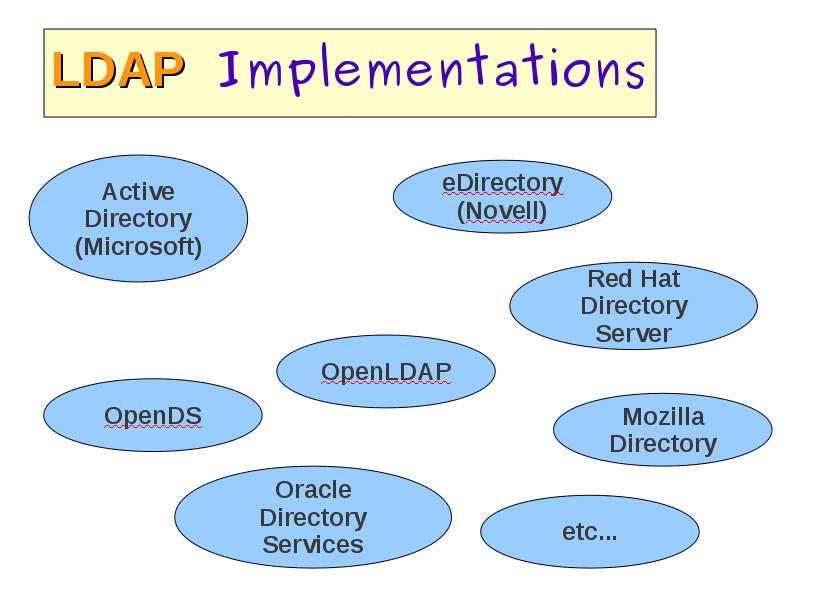 LDAP Implementations
Active
Directory
(Microsoft)
eDirectory
(Novell)
Red Hat
Directory
Server
OpenLDAP
OpenDS
Mozilla
Directory
Oracle
Directory
Services
etc...